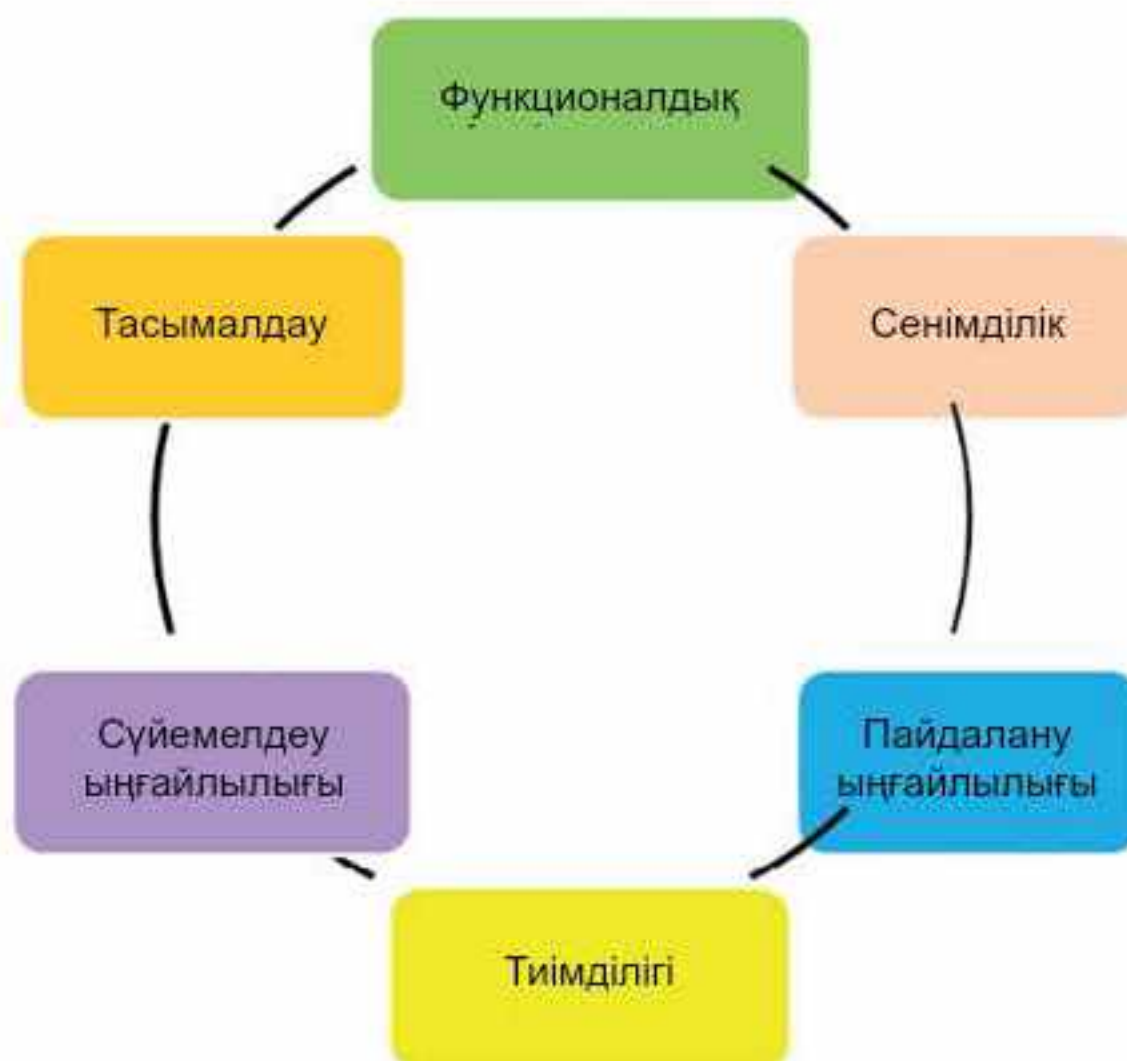 Функционалдық
Тасымалдау
Сенімділік
Сүйемелдеу
ыңғайлылығы
Пайдалану
ыңғайлылығы
Тиімділігі